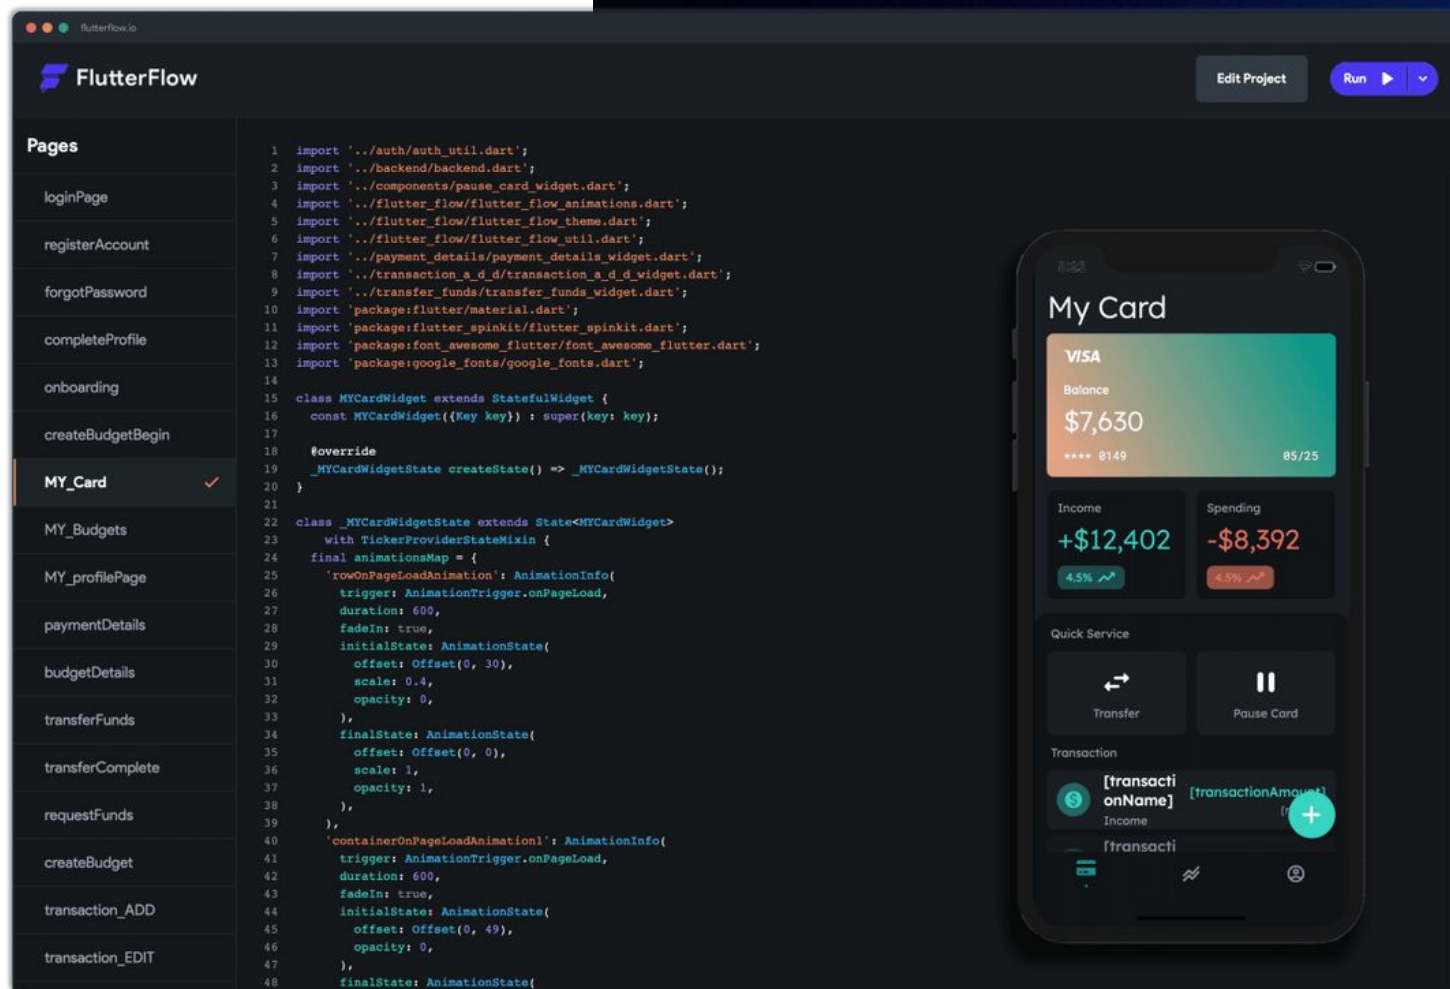 flutterflow.io
FlutterFlow
Edit Project
Run
Pages
loginPage
registerAccount
forgotPassword
completeProfile
onboarding
createBudgetBegin
MY_Card
MY_Budgets
MY_profilePage
paymentDetails
budgetDetails
transferFunds
transferComplete
requestFunds
createBudget
transaction_ADD
transaction_EDIT
1 import '../auth/auth_util.dart';
2 import '../backend/backend.dart';
3 import '../components/pause_card_widget.dart';
4 import '../flutter_flow/flutter_flow_animations.dart';
5 import '../flutter_flow/flutter_flow_theme.dart';
6 import '../flutter_flow/flutter_flow_util.dart';
7 import '../payment_details/payment_details_widget.dart';
8 import '../transaction_a_d_d/transaction_a_d_d_widget.dart';
9 import '../transfer_funds/transfer_funds_widget.dart';
10 import 'package:flutter/material.dart';
11 import 'package:flutter_spinkit/flutter_spinkit.dart';
12 import 'package:font_awesome_flutter/font_awesome_flutter.dart';
13 import 'package:google_fonts/google_fonts.dart';
14
15 class MYCardWidget extends StatefulWidget {
16 const MYCardWidget({Key key}) : super(key: key);
17
18 @override
19 _MYCardWidgetState createState() => _MYCardWidgetState();
20 }
21
22 class _MYCardWidgetState extends State<MYCardWidget>
23 with TickerProviderStateMixin {
24 final animationsMap = {
25 'rowOnPageLoadAnimation': AnimationInfo(
26 trigger: AnimationTrigger.onPageLoad,
27 duration: 600,
28 fadeIn: true,
29 initialState: AnimationState(
30 offset: Offset(0, 30),
31 scale: 0.4,
32 opacity: 0,
33 ),
34 finalState: AnimationState(
35 offset: Offset(0, 0),
36 scale: 1,
37 opacity: 1,
38 ),
39 ),
40 'containerOnPageLoadAnimation1': AnimationInfo(
41 trigger: AnimationTrigger.onPageLoad,
42 duration: 600,
43 fadeIn: true,
44 initialState: AnimationState(
45 offset: Offset(0, 49),
46 opacity: 0,
47 ),
48 finalState: AnimationState(
My Card
VISA
Balance
$7,630
**** 0149 05/25
Income
+$12,402
4.5%
Spending
-$8,392
4.5%
Quick Service
Transfer
Pause Card
Transaction
[transacti
onName]
[transactionAmount]
Income
[transacti